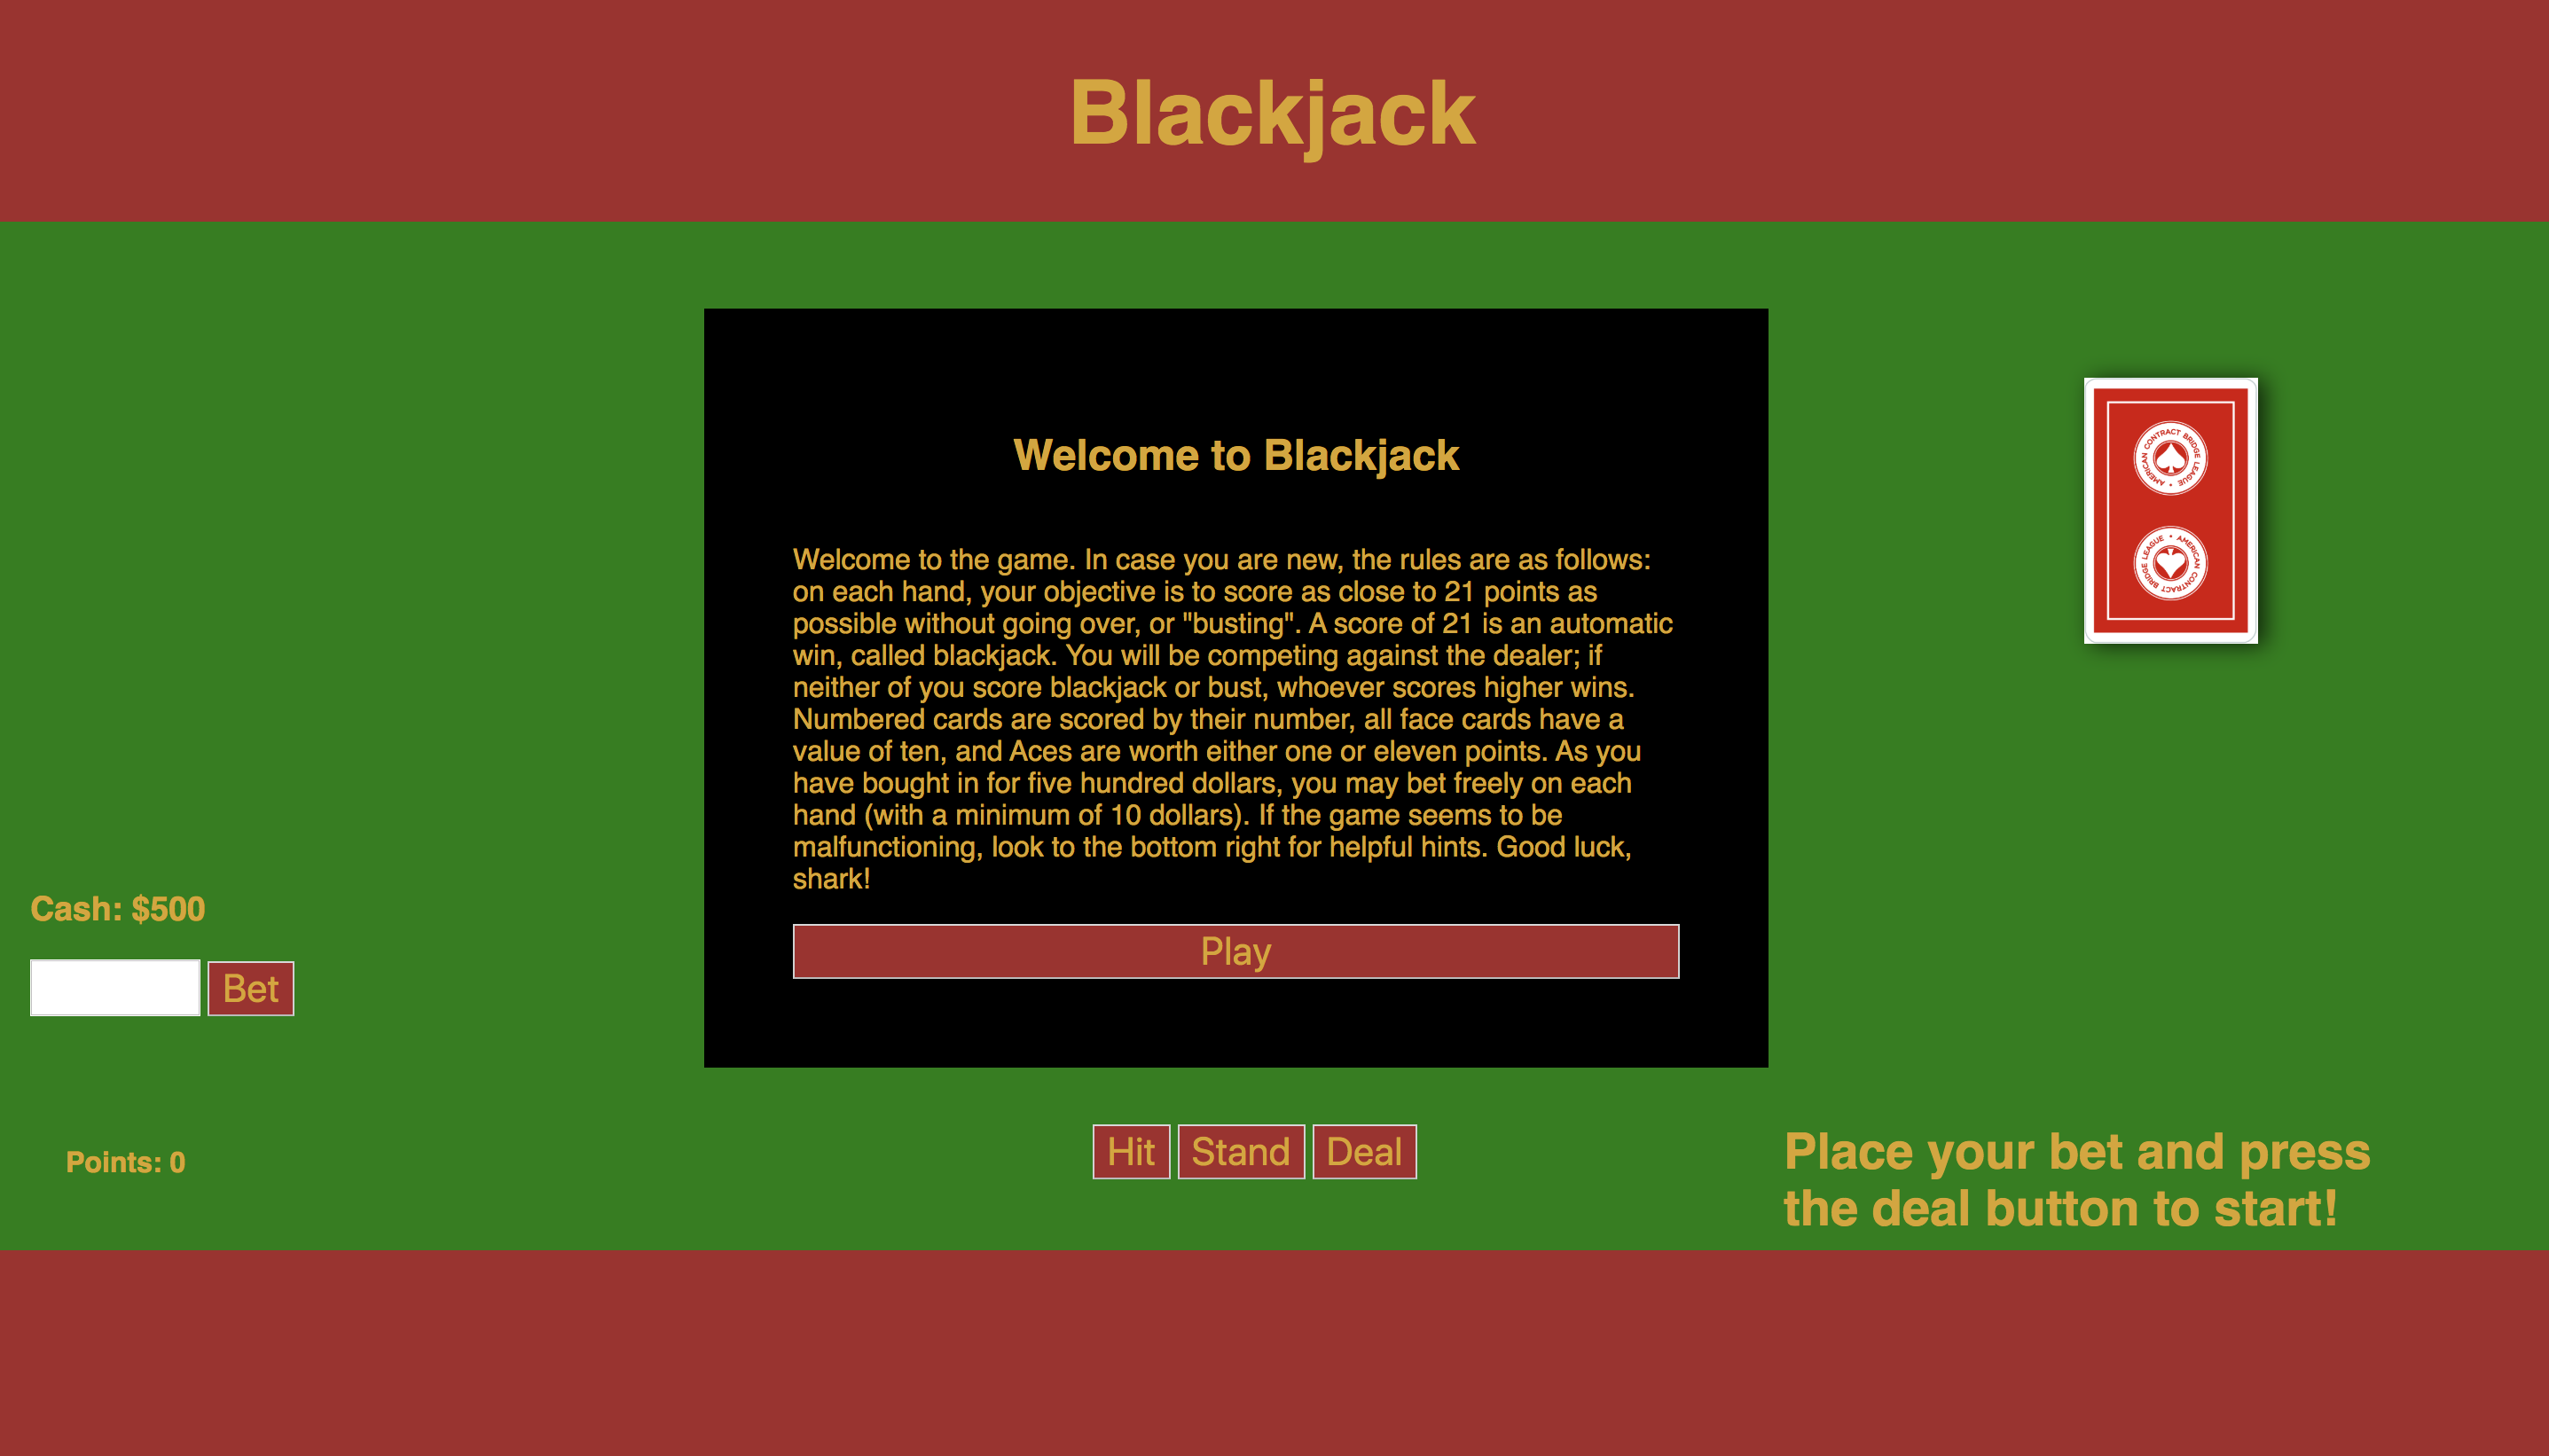 Blackjack
Welcome to Blackjack
Welcome to the game. In case you are new, the rules are as follows:
on each hand, your objective is to score as close to 21 points as
possible without going over, or "busting". A score of 21 is an automatic
win, called blackjack. You will be competing against the dealer; if
neither of you score blackjack or bust, whoever scores higher wins.
Numbered cards are scored by their number, all face cards have a
value of ten, and Aces are worth either one or eleven points. As you
have bought in for five hundred dollars, you may bet freely on each
hand (with a minimum of 10 dollars). If the game seems to be
malfunctioning, look to the bottom right for helpful hints. Good luck,
shark!
Play
AMERICAN CONTRACT BRIDGE LEAGUE •
AMERICAN CONTRACT BRIDGE LEAGUE •
Cash: $500
Bet
Points: 0
Hit Stand Deal
Place your bet and press
the deal button to start!